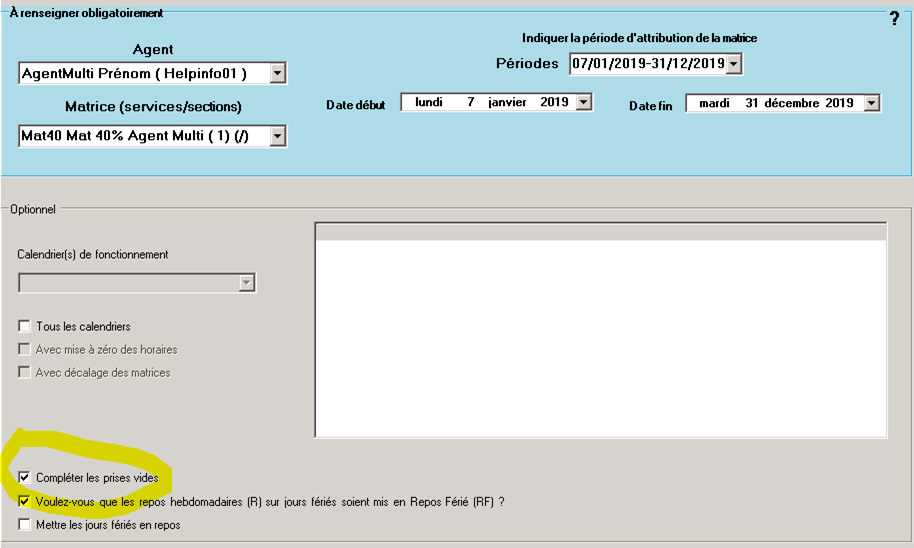 À renseigner obligatoirement
?
Indiquer la période d'attribution de la matrice
Agent
Périodes 07/01/2019-31/12/2019
AgentMulti Prénom ( Helpinfo01 )
Matrice (services/sections)
Date début lundi 7 janvier 2019 Date fin mardi 31 décembre 2019
Mat40 Mat 40% Agent Multi ( 1) (/)
Optionnel
Calendrier(s) de fonctionnement
Tous les calendriers
Avec mise à zéro des horaires
Avec décalage des matrices
Compléter les prises vides
Voulez-vous que les repos hebdomadaires (R) sur jours fériés soient mis en Repos Férié (RF) ?
Mettre les jours fériés en repos